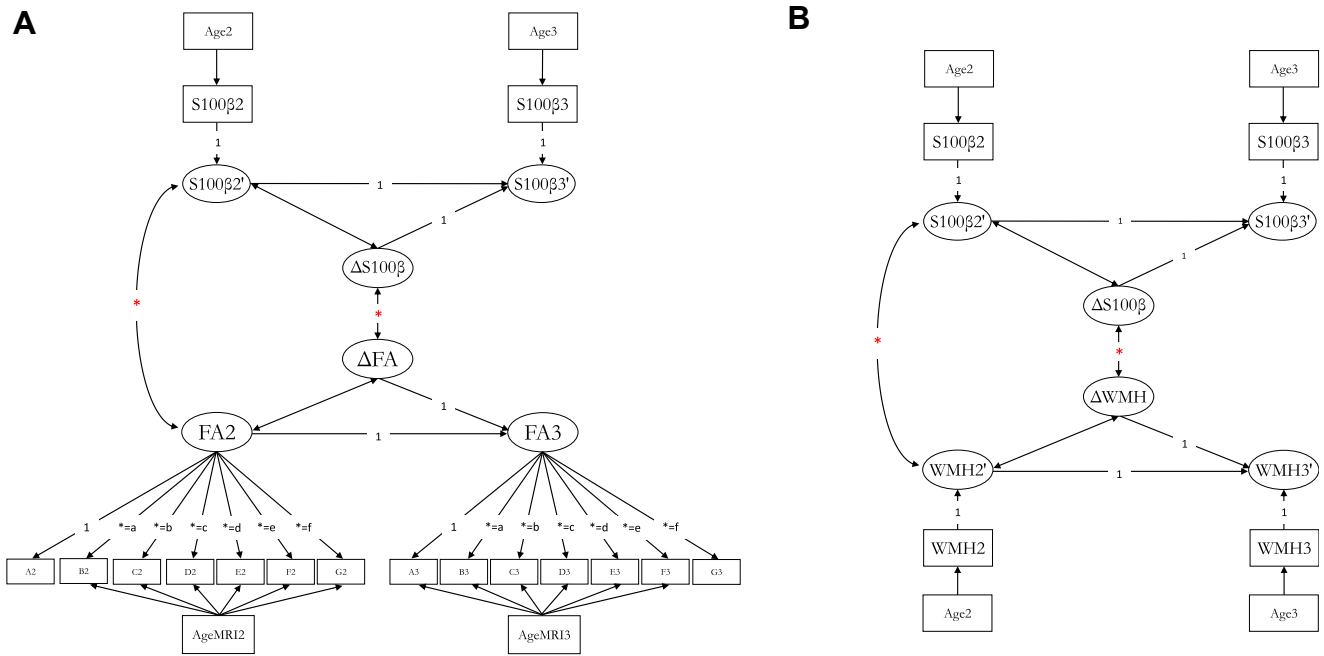 A
Age2
Age3
S100β2
S100β3
1
1
S100β2'
1
S100β3'
1
ΔS100β
*
*
ΔFA
1
FA2
1
FA3
1 *=a *=b *=c *=d *=e *=f
1 *=a *=b *=c *=d *=e *=f
A2 B2 C2 D2 E2 F2 G2
A3 B3 C3 D3 E3 F3 G3
AgeMRI2
AgeMRI3
B
Age2
Age3
S100β2
S100β3
1
1
S100β2'
1
S100β3'
1
ΔS100β
*
*
ΔWMH
1
WMH2'
1
WMH3'
1
1
WMH2
WMH3
Age2
Age3